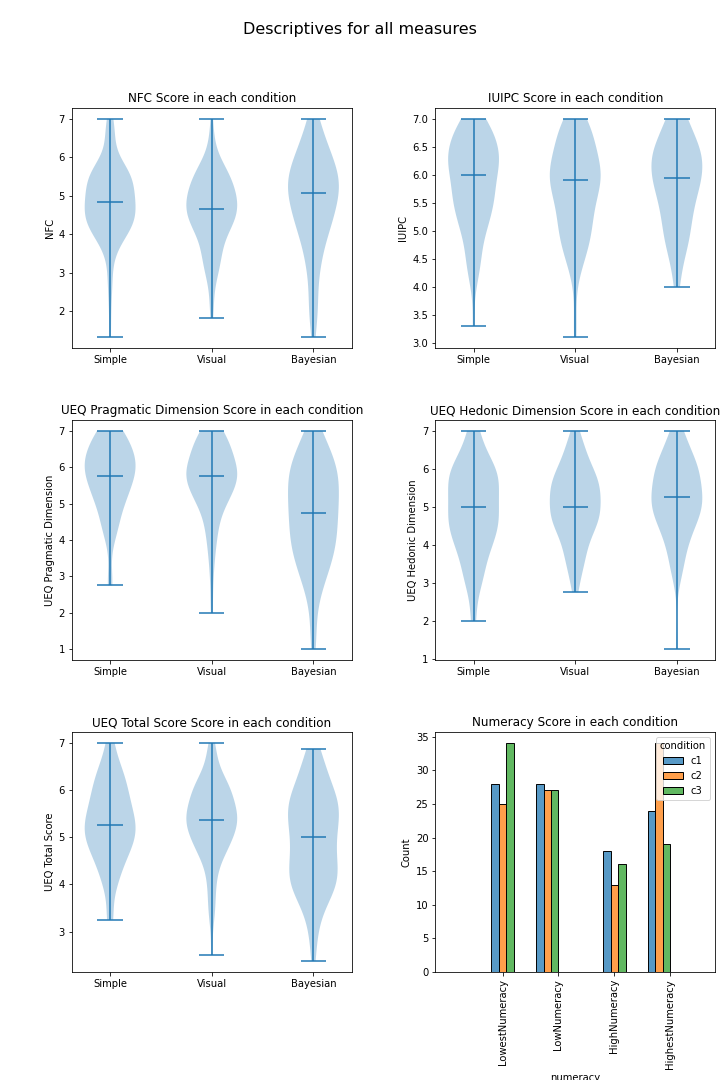 Descriptives for all measures
NFC Score in each condition
7
6
5
4
3
2
NFC
Simple
Visual
Bayesian
IUIPC Score in each condition
7.0
6.5
6.0
5.5
5.0
4.5
4.0
3.5
3.0
IUIPC
Simple
Visual
Bayesian
UEQ Pragmatic Dimension Score in each condition
7
6
5
4
3
2
1
UEQ Pragmatic Dimension
Simple
Visual
Bayesian
UEQ Hedonic Dimension Score in each condition
7
6
5
4
3
2
1
UEQ Hedonic Dimension
Simple
Visual
Bayesian
UEQ Total Score Score in each condition
7
6
5
4
3
UEQ Total Score
Simple
Visual
Bayesian
Numeracy Score in each condition
35
30
25
20
15
10
5
0
Count
condition
c1
c2
c3
LowestNumeracy
LowNumeracy
HighNumeracy
HighestNumeracy
numeracy